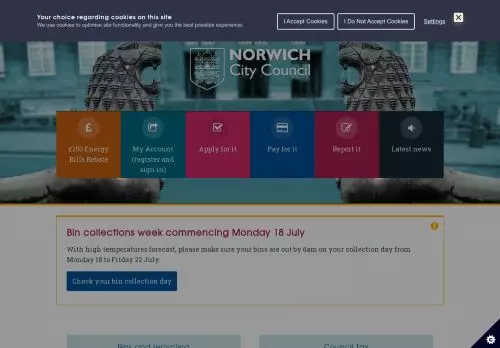 Your choice regarding cookies on this site
We use cookies to optimise site functionality and give you the best possible experience.
I Accept Cookies
I Do Not Accept Cookies
Settings
NORWICH
City Council
£150 Energy
Bills Rebate
My Account
(register and
sign in)
Apply for it
Pay for it
Report it
Latest news
Bin collections week commencing Monday 18 July
With high temperatures forecast, please make sure your bins are out by 6am on your collection day from
Monday 18 to Friday 22 July.
Check your bin collection day
Bins and recycling
Council tax